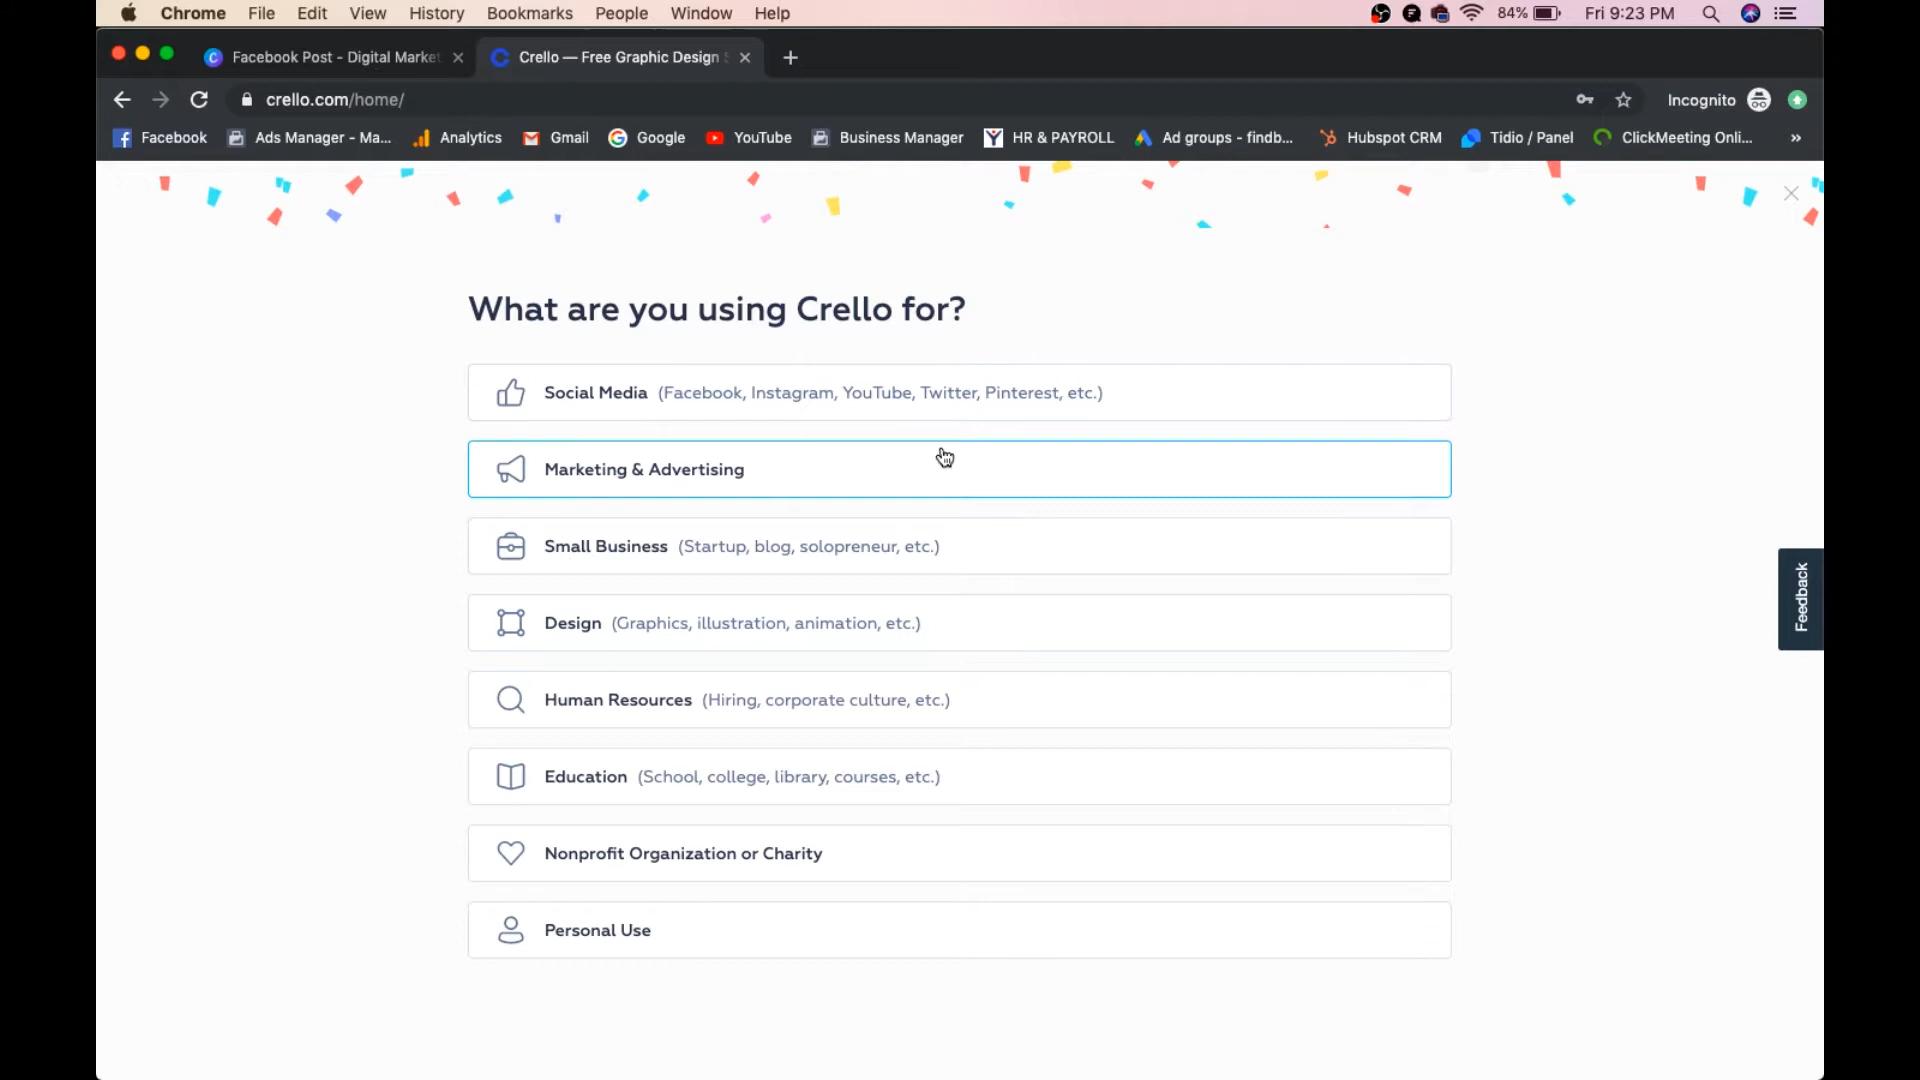 Chrome File Edit View History Bookmarks People Window Help 84% Fri 9:23 PM
Facebook Post - Digital Market Crello — Free Graphic Design
crello.com/home/ Incognito
Facebook Ads Manager - Ma... Analytics Gmail Google YouTube Business Manager HR & PAYROLL Ad groups - findb... Hubspot CRM Tidio / Panel ClickMeeting Onli... »
What are you using Crello for?
Social Media (Facebook, Instagram, YouTube, Twitter, Pinterest, etc.)
Marketing & Advertising
Small Business (Startup, blog, solopreneur, etc.)
Design (Graphics, illustration, animation, etc.)
Human Resources (Hiring, corporate culture, etc.)
Education (School, college, library, courses, etc.)
Nonprofit Organization or Charity
Personal Use
Feedback